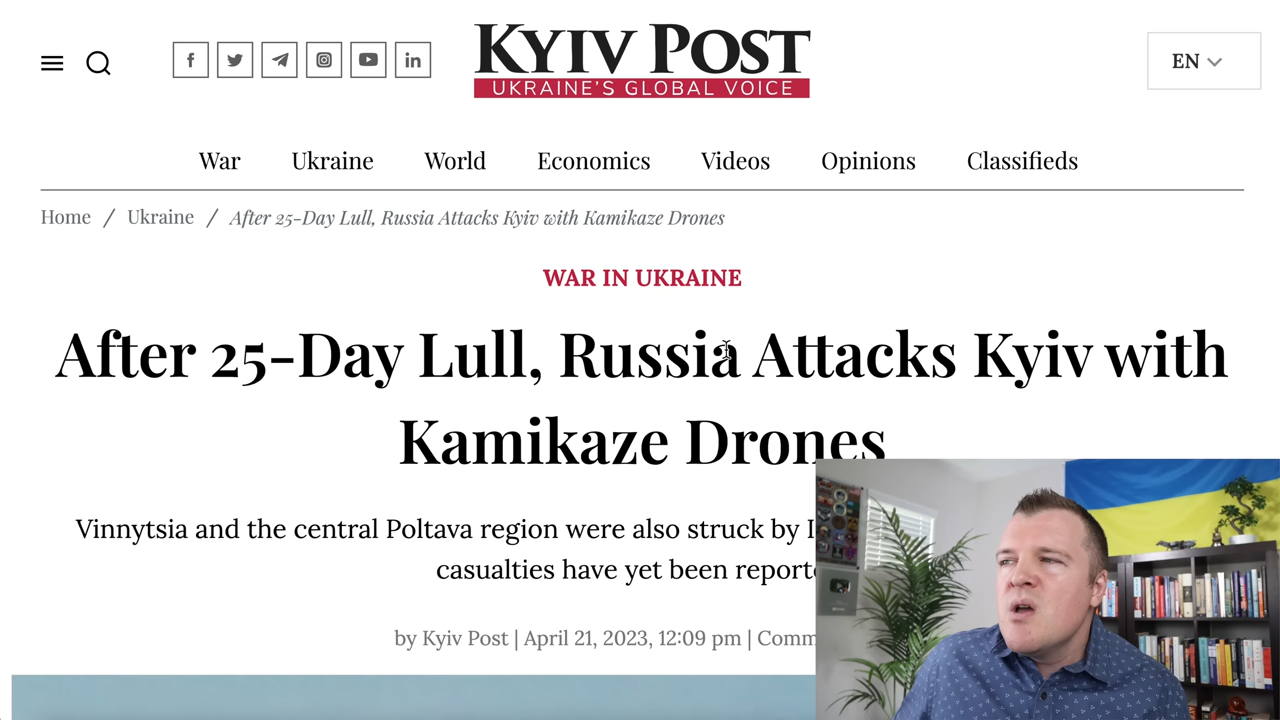 KYIV POST
UKRAINE'S GLOBAL VOICE
EN
War Ukraine World Economics Videos Opinions Classifieds
Home / Ukraine / After 25-Day Lull, Russia Attacks Kyiv with Kamikaze Drones
WAR IN UKRAINE
After 25-Day Lull, Russia Attacks Kyiv with
Kamikaze Drones
Vinnytsia and the central Poltava region were also struck by
casualties have yet been
by Kyiv Post | April 21, 2023, 12:09 pm |